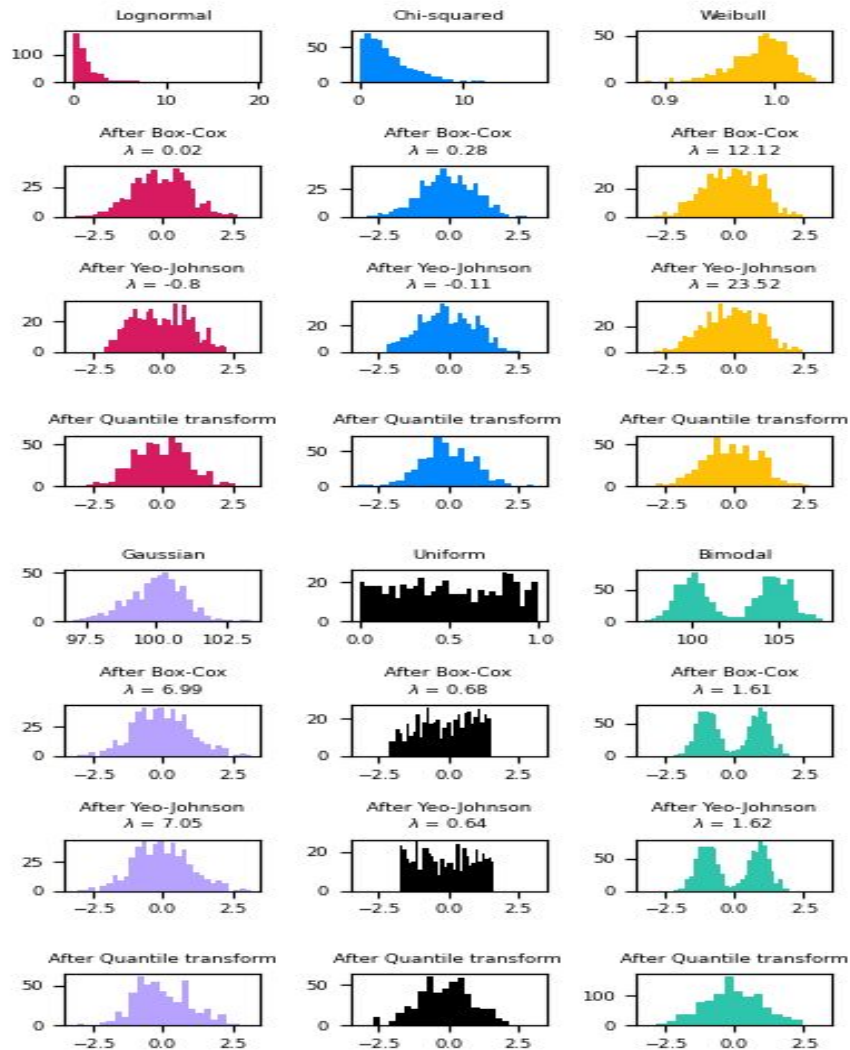 Lognormal Chi-squared Weibull
100
0
0 10 20
50
0
0 10
50
0
0.9 1.0
After Box-Cox After Box-Cox After Box-Cox
λ = 0.02 λ = 0.28 λ = 12.12
25
0
−2.5 0.0 2.5
25
0
−2.5 0.0 2.5
20
0
−2.5 0.0 2.5
After Yeo-Johnson After Yeo-Johnson After Yeo-Johnson
λ = -0.8 λ = -0.11 λ = 23.52
20
0
−2.5 0.0 2.5
20
0
−2.5 0.0 2.5
20
0
−2.5 0.0 2.5
After Quantile transform After Quantile transform After Quantile transform
50
0
−2.5 0.0 2.5
50
0
−2.5 0.0 2.5
50
0
−2.5 0.0 2.5
Gaussian Uniform Bimodal
50
0
97.5 100.0 102.5
20
0
0.0 0.5 1.0
50
0
100 105
After Box-Cox After Box-Cox After Box-Cox
λ = 6.99 λ = 0.68 λ = 1.61
25
0
−2.5 0.0 2.5
20
0
−2.5 0.0 2.5
50
0
−2.5 0.0 2.5
After Yeo-Johnson After Yeo-Johnson After Yeo-Johnson
λ = 7.05 λ = 0.64 λ = 1.62
25
0
−2.5 0.0 2.5
20
0
−2.5 0.0 2.5
50
0
−2.5 0.0 2.5
After Quantile transform After Quantile transform After Quantile transform
50
0
−2.5 0.0 2.5
50
0
−2.5 0.0 2.5
100
0
−2.5 0.0 2.5